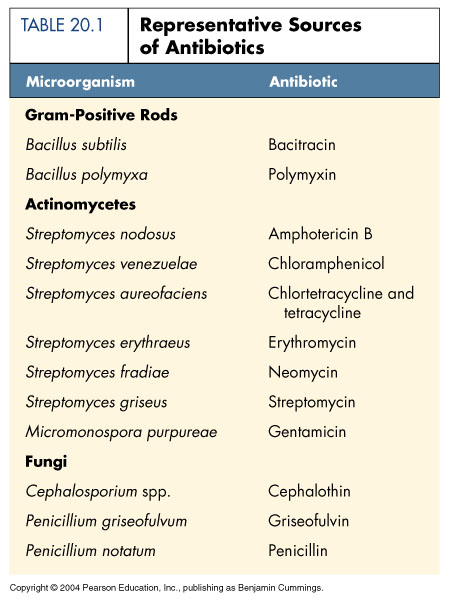 TABLE 20.1
Representative Sources
of Antibiotics
Microorganism Antibiotic
Gram-Positive Rods
Bacillus subtilis Bacitracin
Bacillus polymyxa Polymyxin
Actinomycetes
Streptomyces nodosus Amphotericin B
Streptomyces venezuelae Chloramphenicol
Streptomyces aureofaciens Chlortetracycline and
tetracycline
Streptomyces erythraeus Erythromycin
Streptomyces fradiae Neomycin
Streptomyces griseus Streptomycin
Micromonospora purpureae Gentamicin
Fungi
Cephalosporium spp. Cephalothin
Penicillium griseofulvum Griseofulvin
Penicillium notatum Penicillin
Copyright © 2004 Pearson Education, Inc., publishing as Benjamin Cummings.